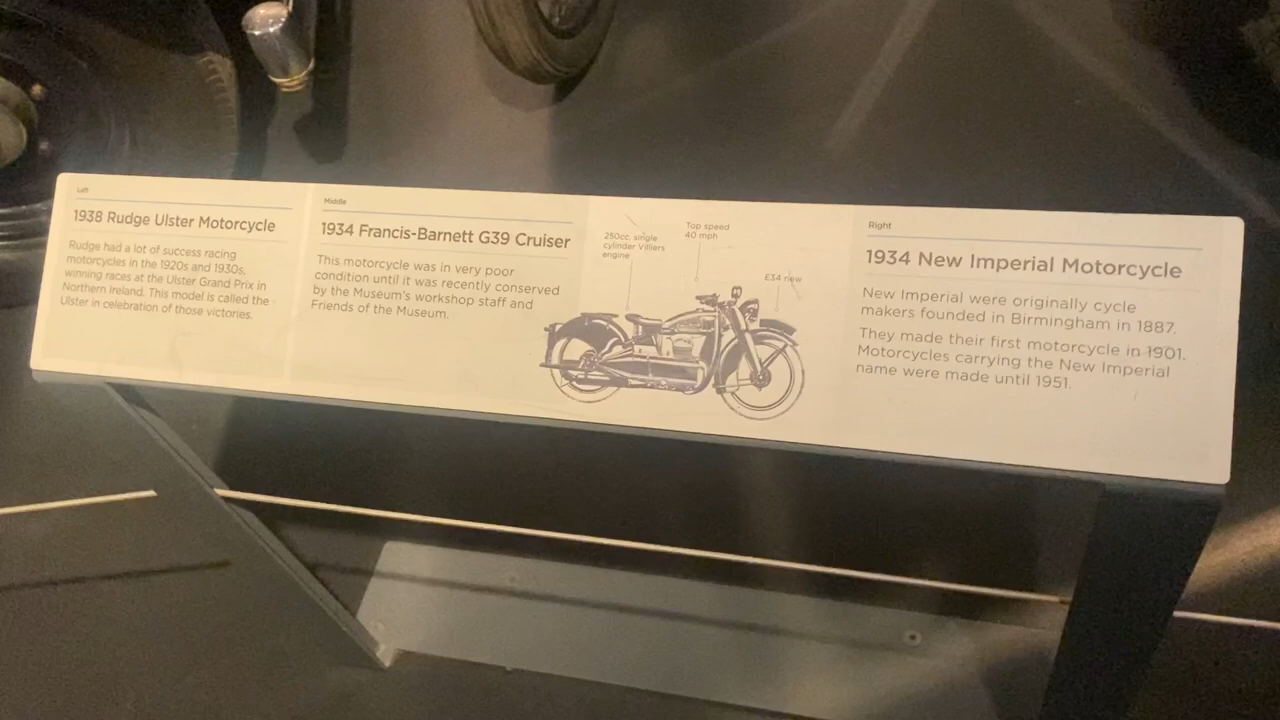 Left
1938 Rudge Ulster Motorcycle
Rudge had a lot of success racing
motorcycles in the 1920s and 1930s,
winning races at the Ulster Grand Prix in
Northern Ireland. This model is called the
Ulster in celebration of those victories.
Middle
1934 Francis-Barnett G39 Cruiser
This motorcycle was in very poor
condition until it was recently conserved
by the Museum's workshop staff and
Friends of the Museum.
250cc, single
cylinder Villiers
engine
Top speed
40 mph
£34 new
Right
1934 New Imperial Motorcycle
New Imperial were originally cycle
makers founded in Birmingham in 1887.
They made their first motorcycle in 1901.
Motorcycles carrying the New Imperial
name were made until 1951.